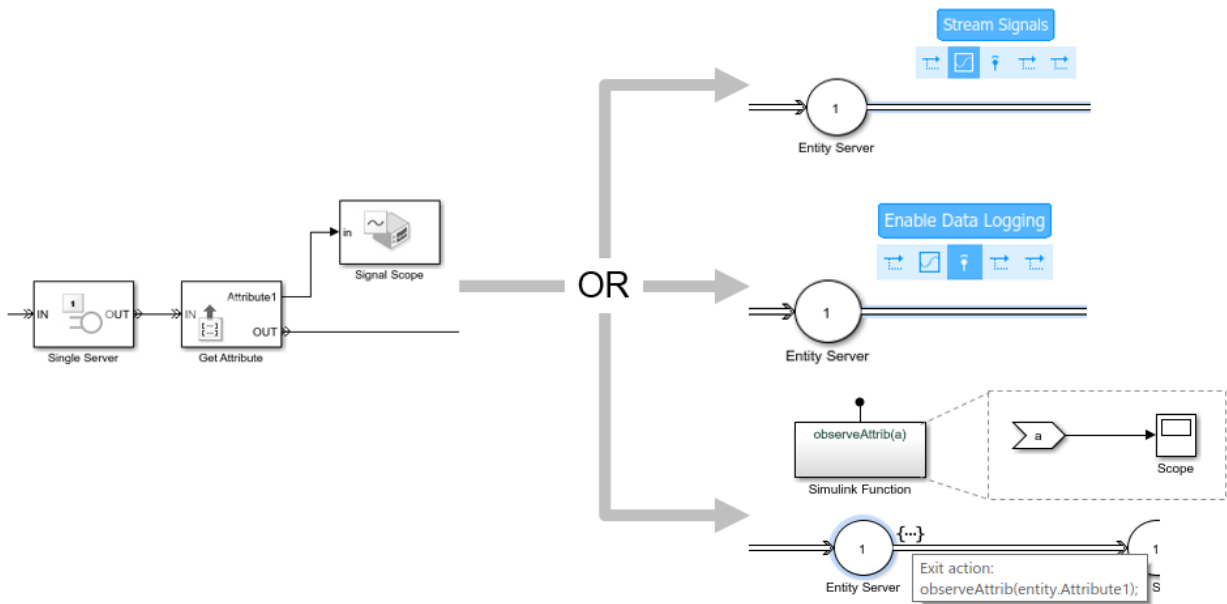 Stream Signals
1
Entity Server
in
Signal Scope
Enable Data Logging
OR
IN
1
OUT
Single Server
IN
Attribute1
OUT
Get Attribute
1
Entity Server
observeAttrib(a)
Simulink Function
a
Scope
1
{...}
1
Entity Server
Exit action:
observeAttrib(entity.Attribute1);
S